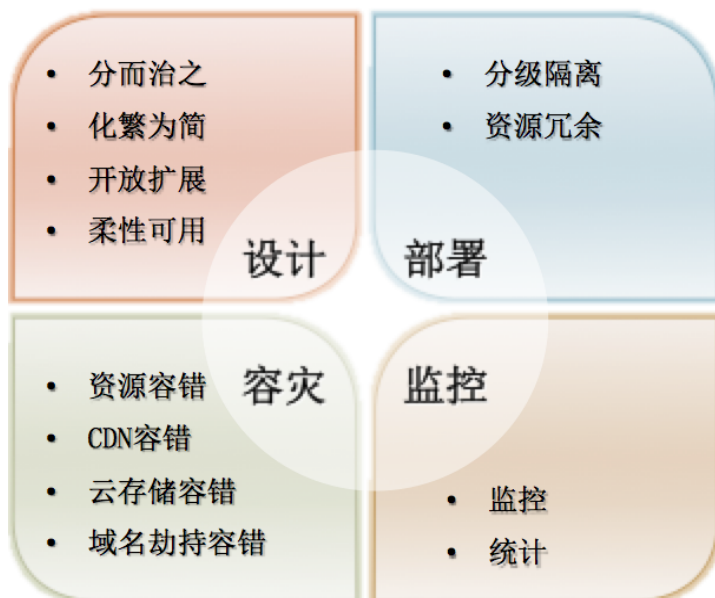 分而治之
化繁为简
开放扩展
柔性可用
设计
分级隔离
资源冗余
部署
容灾
资源容错
CDN容错
云存储容错
域名劫持容错
监控
监控
统计